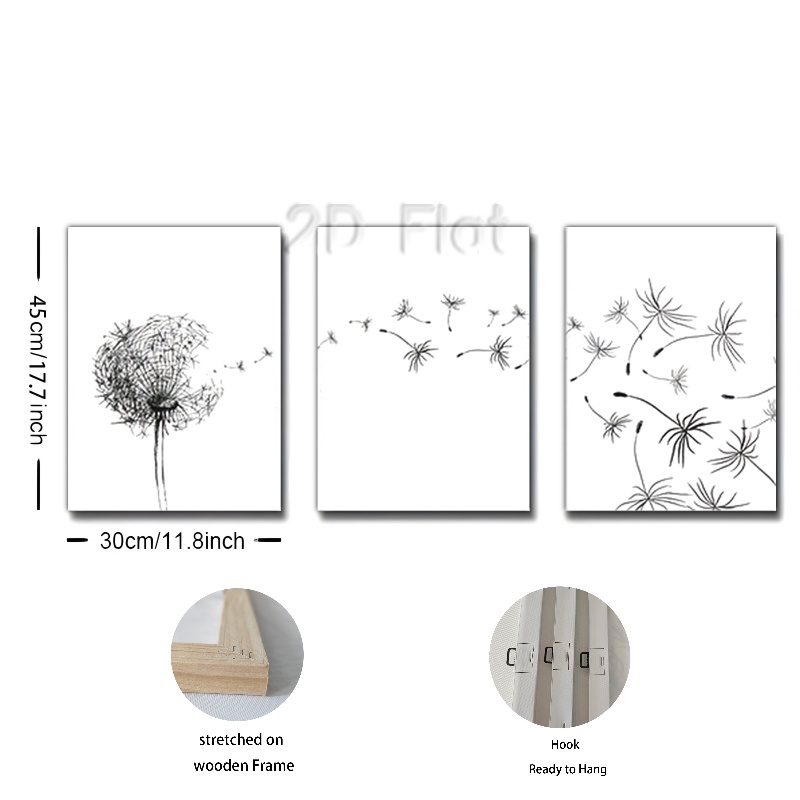 2D Flat
45cm/17.7inch
30cm/11.8inch
stretched on
wooden Frame
Hook
Ready to Hang